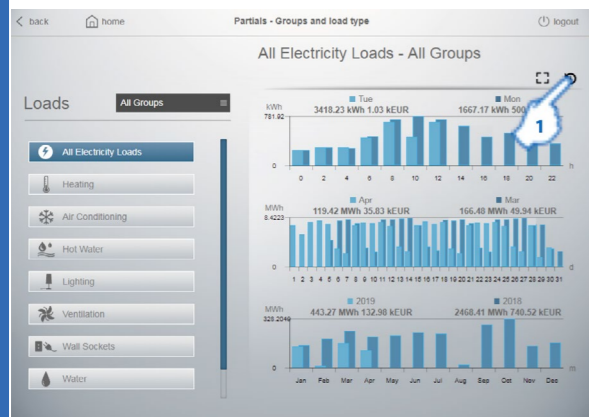 back home Partials - Groups and load type logout
All Electricity Loads - All Groups
Loads All Groups
All Electricity Loads
Heating
Air Conditioning
Hot Water
Lighting
Ventilation
Wall Sockets
Water
kWh Tue Mon
3418.23 kWh 1.03 kEUR 1667.17 kWh 500
781.92
0
0 2 4 6 8 10 12 14 16 18 20 22 h
1
MWh Apr Mar
119.42 MWh 35.83 kEUR 166.48 MWh 49.94 kEUR
8.4223
0
1 2 3 4 5 6 7 8 9 10 11 12 13 14 15 16 17 18 19 20 21 22 23 24 25 26 27 28 29 30 31 d
MWh 2019 2018
443.27 MWh 132.98 kEUR 2468.41 MWh 740.52 kEUR
328.2049
0
Jan Feb Mar Apr May Jun Jul Aug Sep Oct Nov Dec m